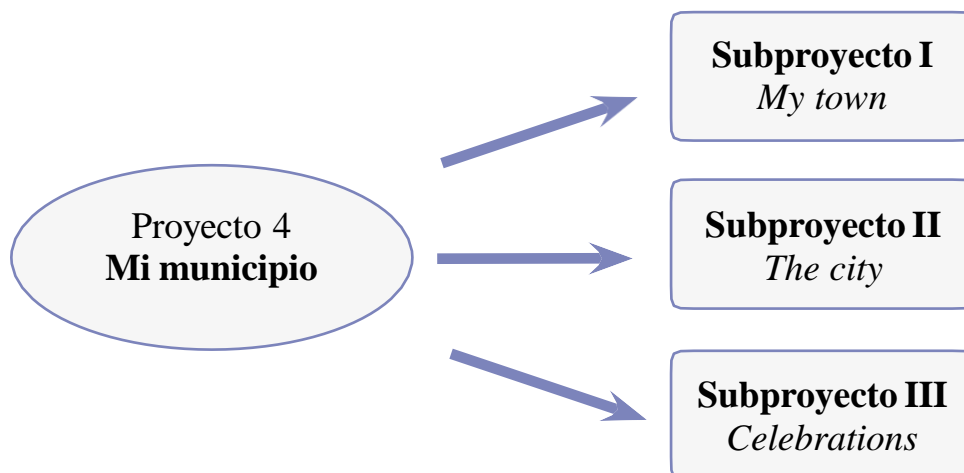 Proyecto 4
Mi municipio
Subproyecto I
My town
Subproyecto II
The city
Subproyecto III
Celebrations